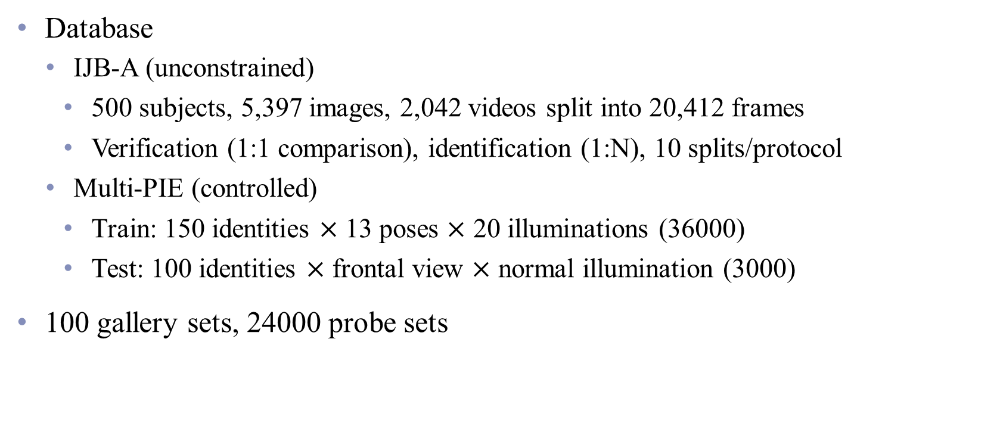 • Database
• IJB-A (unconstrained)
• 500 subjects, 5,397 images, 2,042 videos split into 20,412 frames
• Verification (1:1 comparison), identification (1:N), 10 splits/protocol
• Multi-PIE (controlled)
• Train: 150 identities × 13 poses × 20 illuminations (36000)
• Test: 100 identities × frontal view × normal illumination (3000)
• 100 gallery sets, 24000 probe sets